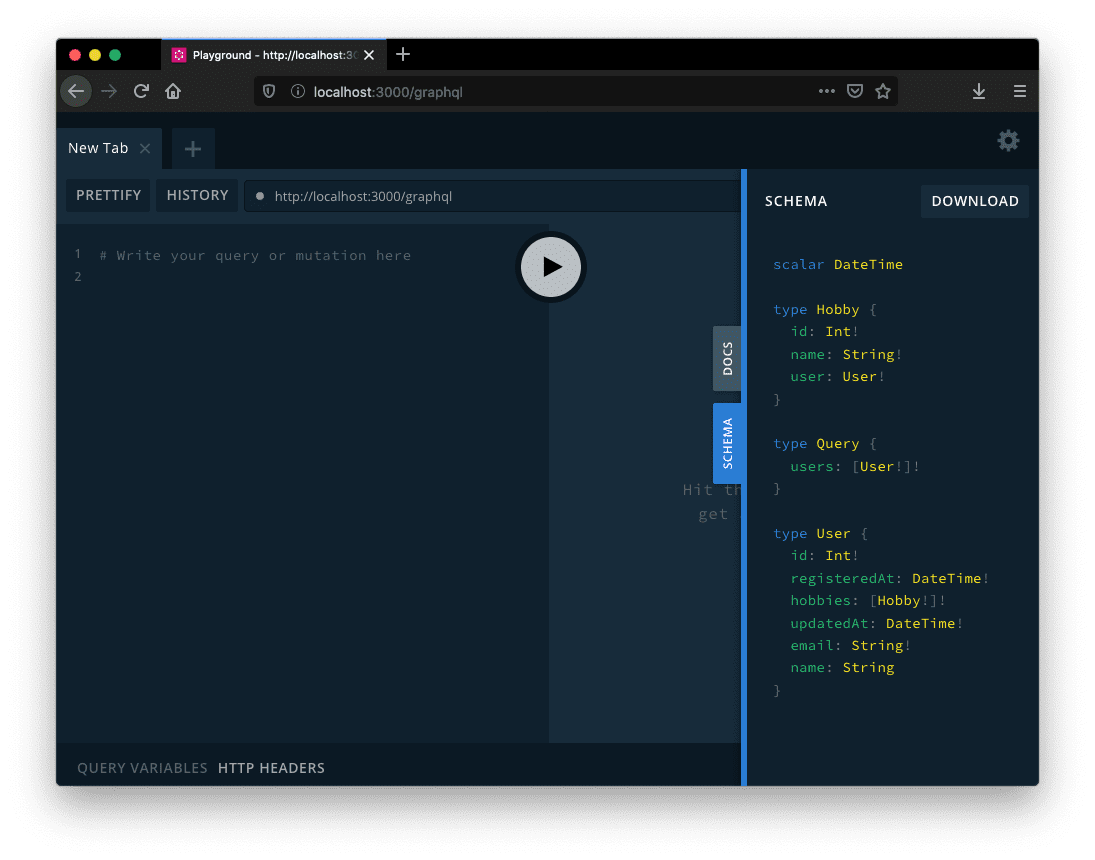 Playground - http://localhost:30
localhost:3000/graphql
New Tab
PRETTIFY HISTORY http://localhost:3000/graphql
1 # Write your query or mutation here
2
Hit th
get
DOCS
SCHEMA
SCHEMA DOWNLOAD
scalar DateTime
type Hobby {
id: Int!
name: String!
user: User!
}
type Query {
users: [User!]!
}
type User {
id: Int!
registeredAt: DateTime!
hobbies: [Hobby!]!
updatedAt: DateTime!
email: String!
name: String
}
QUERY VARIABLES HTTP HEADERS